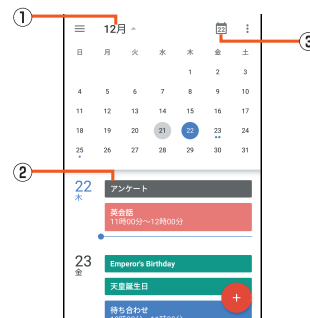 ①
12月
22
③
日 月 火 水 木 金 土
1 2 3
4 5 6 7 8 9 10
11 12 13 14 15 16 17
18 19 20 21 22 23 24
25 26 27 28 29 30 31
②
22
木
アンケート
英会話
11時00分～12時00分
23
金
Emperor's Birthday
天皇誕生日
待ち合わせ